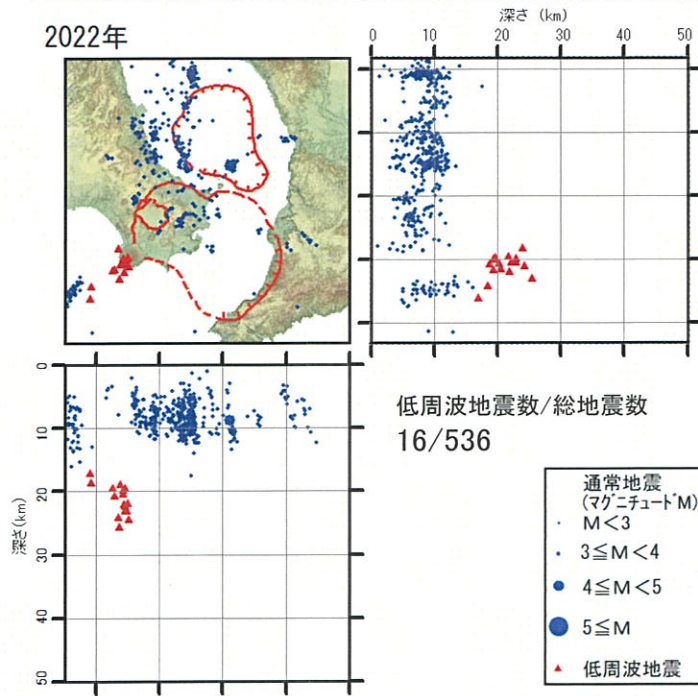 2022年
深さ (km)
0
10
20
30
40
50
0
10
20
30
40
50
深さ(km)
低周波地震数/総地震数
16/536
通常地震
(マグニチュードM)
M<3
3≦M<4
4≦M<5
5≦M
低周波地震